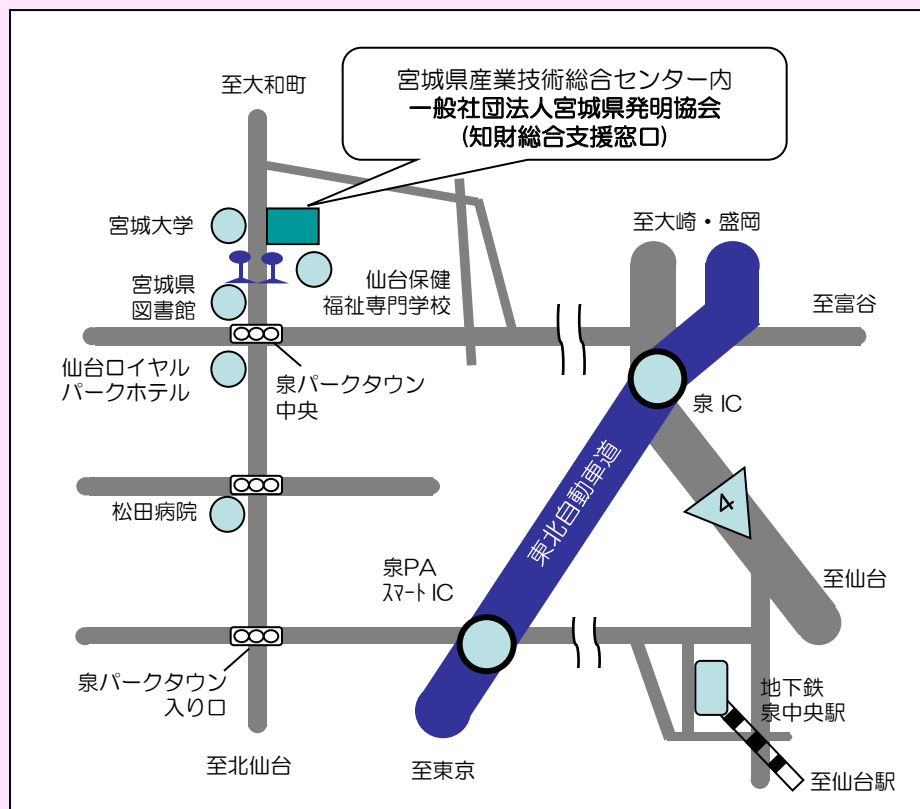 至大和町
宮城県産業技術総合センター内
一般社団法人宮城県発明協会
(知財総合支援窓口)
宮城大学
至大崎・盛岡
宮城県
図書館
仙台保健
福祉専門学校
至富谷
仙台ロイヤル
パークホテル
泉パークタウン
中央
泉 IC
東北自動車道
松田病院
4
泉PA
ｽﾏｰﾄ IC
至仙台
泉パークタウン
入り口
地下鉄
泉中央駅
至北仙台
至東京
至仙台駅